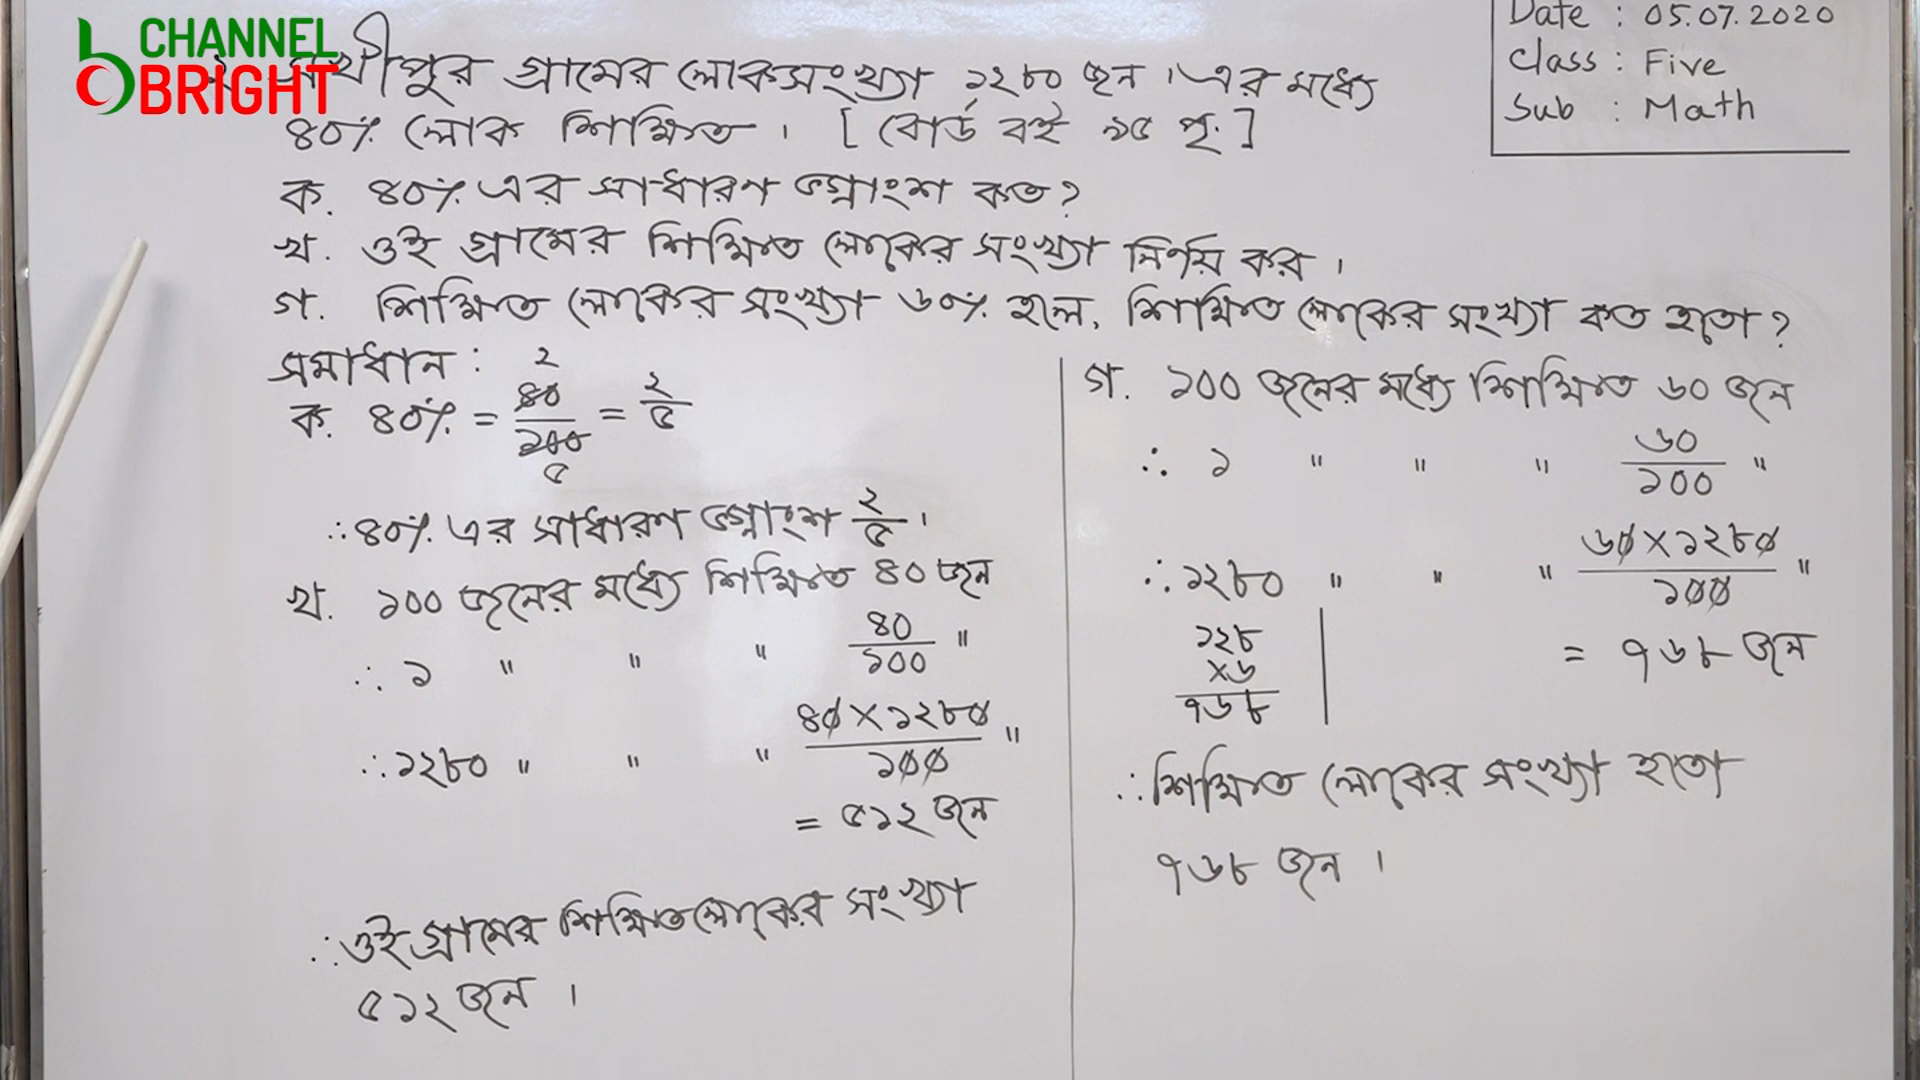 CHANNEL
BRIGHT
Date : 05.07.2020
Class : Five
Sub : Math
গ্রামের লোকসংখ্যা ১২৮০ জন । এর মধ্যে
৪০% লোক শিক্ষিত । [ বোর্ড বই ৯৫ পৃ: ]
ক. ৪০% এর সাধারণ ভগ্নাংশ কত?
খ. ওই গ্রামের শিক্ষিত লোকের সংখ্যা নির্ণয় কর ।
গ. শিক্ষিত লোকের সংখ্যা ৬০% হলে, শিক্ষিত লোকের সংখ্যা কত হতো ?
সমাধান :
২
ক. ৪০% = ৪০/১০০ = ২/৫
৫
∴ ৪০% এর সাধারণ ভগ্নাংশ ২/৫ ।
খ. ১০০ জনের মধ্যে শিক্ষিত ৪০ জন
∴ ১ " " " ৪০/১০০ "
∴ ১২৮০ " " " ৪০ × ১২৮০/১০০ "
= ৫১২ জন
∴ ওই গ্রামের শিক্ষিত লোকের সংখ্যা
৫১২ জন ।
গ. ১০০ জনের মধ্যে শিক্ষিত ৬০ জন
∴ ১ " " " ৬০/১০০ "
∴ ১২৮০ " " " ৬০ × ১২৮০/১০০ "
= ৭৬৮ জন
১২৮
×৬
৭৬৮
∴ শিক্ষিত লোকের সংখ্যা হতো
৭৬৮ জন ।